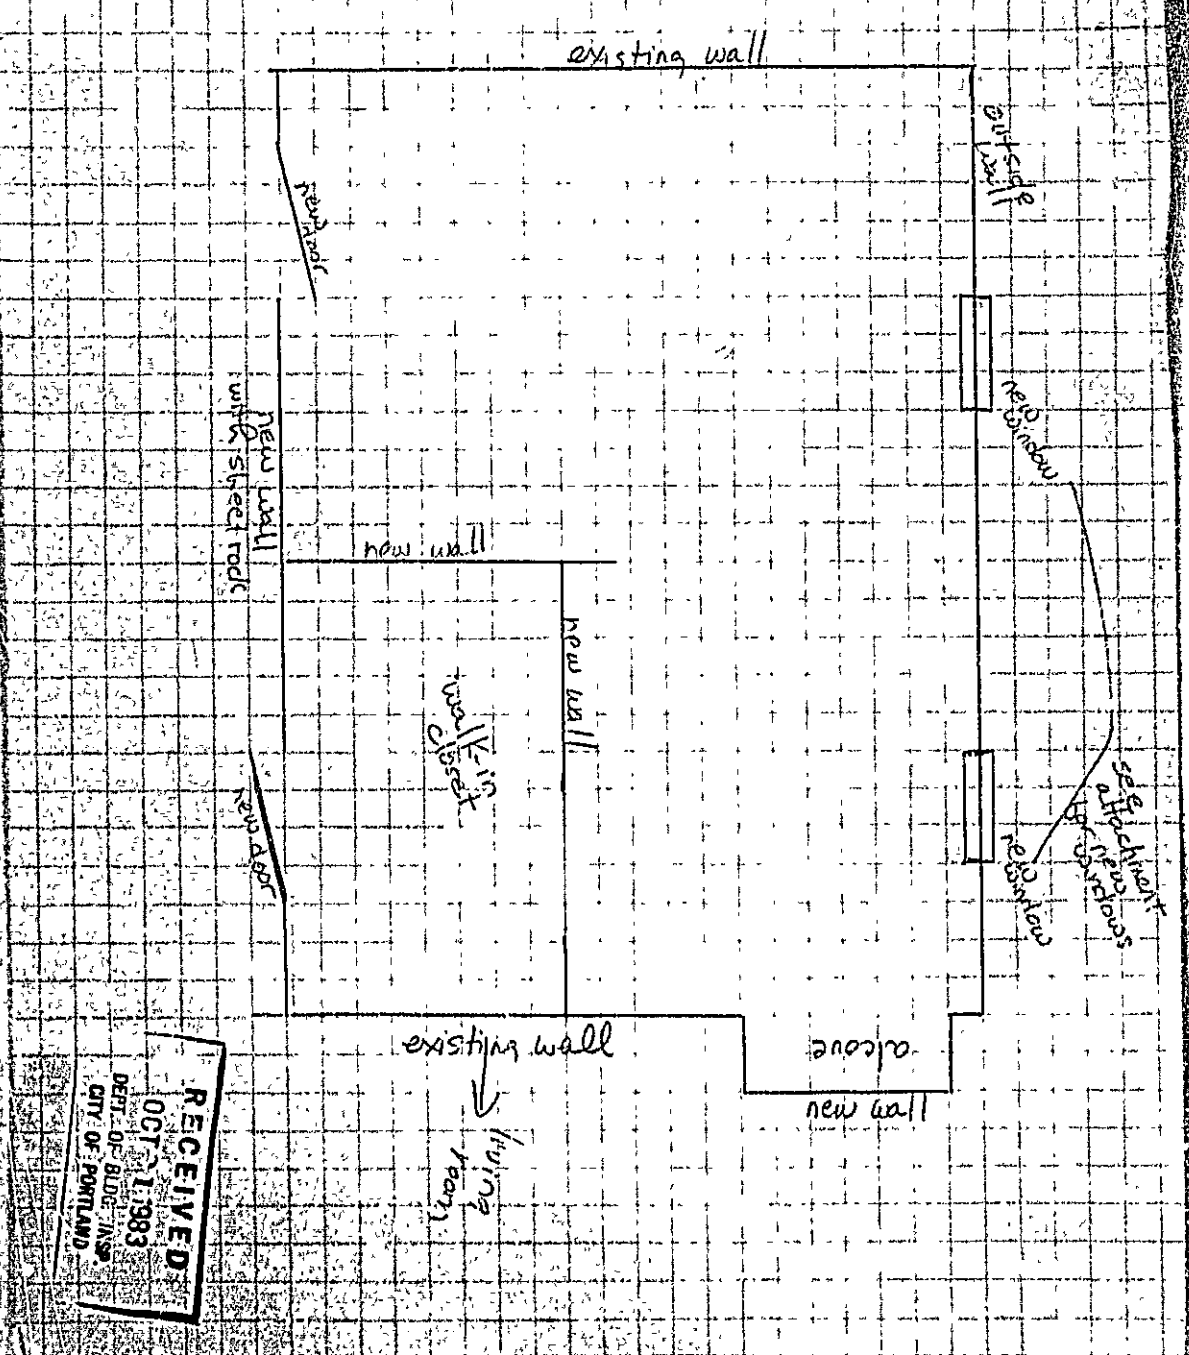 existing wall
outside
wall
new door
new window
new wall
with sheet rock
new wall
new wall
walk-in
closet
see
attachment
for new
windows
new door
new
window
existing wall
alcove
new wall
living
room
RECEIVED
OCT 21 1983
DEPT. OF BLDG. INSP.
CITY OF PORTLAND